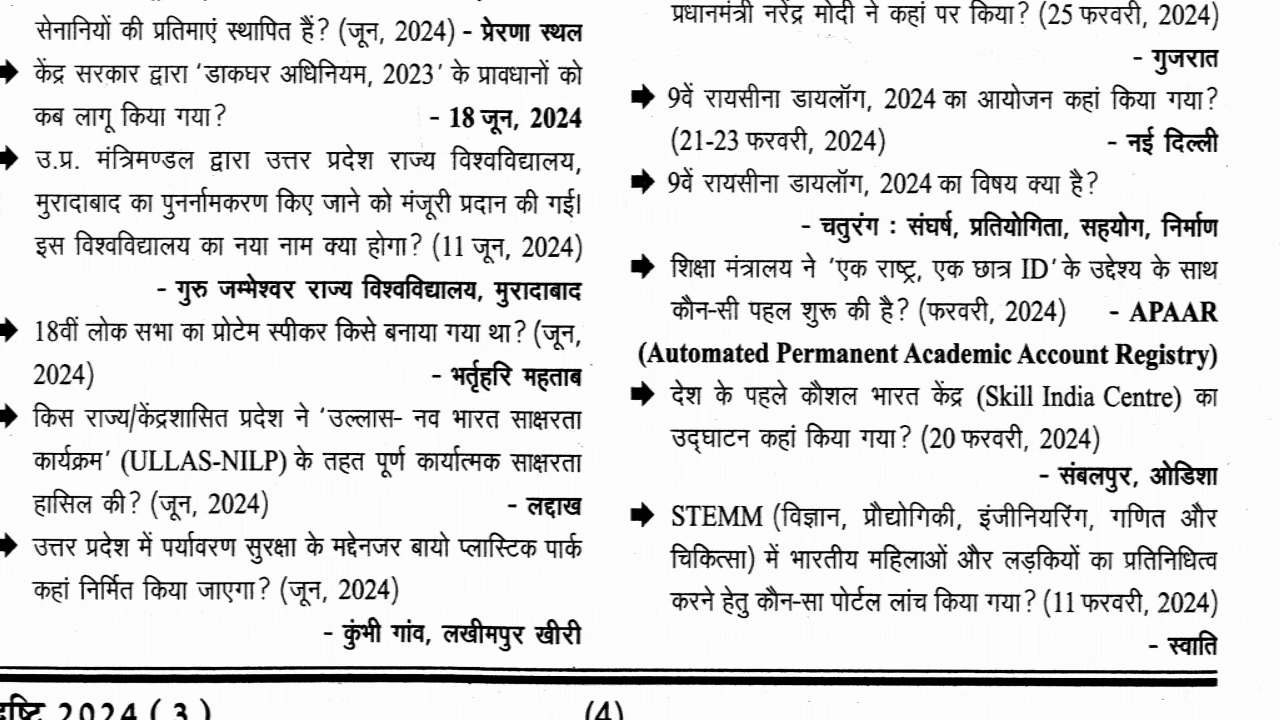 सेनानियों की प्रतिमाएं स्थापित हैं? (जून, 2024) - प्रेरणा स्थल
केंद्र सरकार द्वारा 'डाकघर अधिनियम, 2023' के प्रावधानों को
कब लागू किया गया? - 18 जून, 2024
उ.प्र. मंत्रिमण्डल द्वारा उत्तर प्रदेश राज्य विश्वविद्यालय,
मुरादाबाद का पुनर्नामकरण किए जाने को मंजूरी प्रदान की गई।
इस विश्वविद्यालय का नया नाम क्या होगा? (11 जून, 2024)
- गुरु जम्भेश्वर राज्य विश्वविद्यालय, मुरादाबाद
18वीं लोक सभा का प्रोटेम स्पीकर किसे बनाया गया था? (जून,
2024) - भर्तृहरि महताब
किस राज्य/केंद्रशासित प्रदेश ने 'उल्लास- नव भारत साक्षरता
कार्यक्रम' (ULLAS-NILP) के तहत पूर्ण कार्यात्मक साक्षरता
हासिल की? (जून, 2024) - लद्दाख
उत्तर प्रदेश में पर्यावरण सुरक्षा के मद्देनजर बायो प्लास्टिक पार्क
कहां निर्मित किया जाएगा? (जून, 2024)
- कुंभी गांव, लखीमपुर खीरी
प्रधानमंत्री नरेंद्र मोदी ने कहां पर किया? (25 फरवरी, 2024)
- गुजरात
9वें रायसीना डायलॉग, 2024 का आयोजन कहां किया गया?
(21-23 फरवरी, 2024) - नई दिल्ली
9वें रायसीना डायलॉग, 2024 का विषय क्या है?
- चतुरंग : संघर्ष, प्रतियोगिता, सहयोग, निर्माण
शिक्षा मंत्रालय ने 'एक राष्ट्र, एक छात्र ID' के उद्देश्य के साथ
कौन-सी पहल शुरू की है? (फरवरी, 2024) - APAAR
(Automated Permanent Academic Account Registry)
देश के पहले कौशल भारत केंद्र (Skill India Centre) का
उद्घाटन कहां किया गया? (20 फरवरी, 2024)
- संबलपुर, ओडिशा
STEMM (विज्ञान, प्रौद्योगिकी, इंजीनियरिंग, गणित और
चिकित्सा) में भारतीय महिलाओं और लड़कियों का प्रतिनिधित्व
करने हेतु कौन-सा पोर्टल लांच किया गया? (11 फरवरी, 2024)
- स्वाति
2024 (3)
(4)